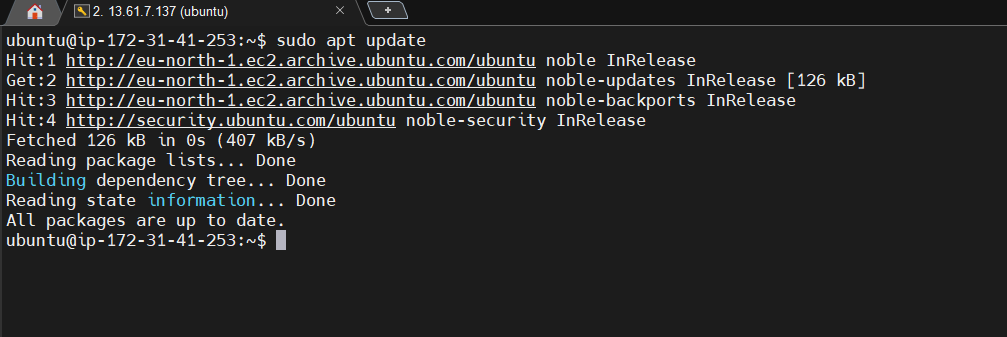 2. 13.61.7.137 (ubuntu)
ubuntu@ip-172-31-41-253:~$ sudo apt update
Hit:1 http://eu-north-1.ec2.archive.ubuntu.com/ubuntu noble InRelease
Get:2 http://eu-north-1.ec2.archive.ubuntu.com/ubuntu noble-updates InRelease [126 kB]
Hit:3 http://eu-north-1.ec2.archive.ubuntu.com/ubuntu noble-backports InRelease
Hit:4 http://security.ubuntu.com/ubuntu noble-security InRelease
Fetched 126 kB in 0s (407 kB/s)
Reading package lists... Done
Building dependency tree... Done
Reading state information... Done
All packages are up to date.
ubuntu@ip-172-31-41-253:~$